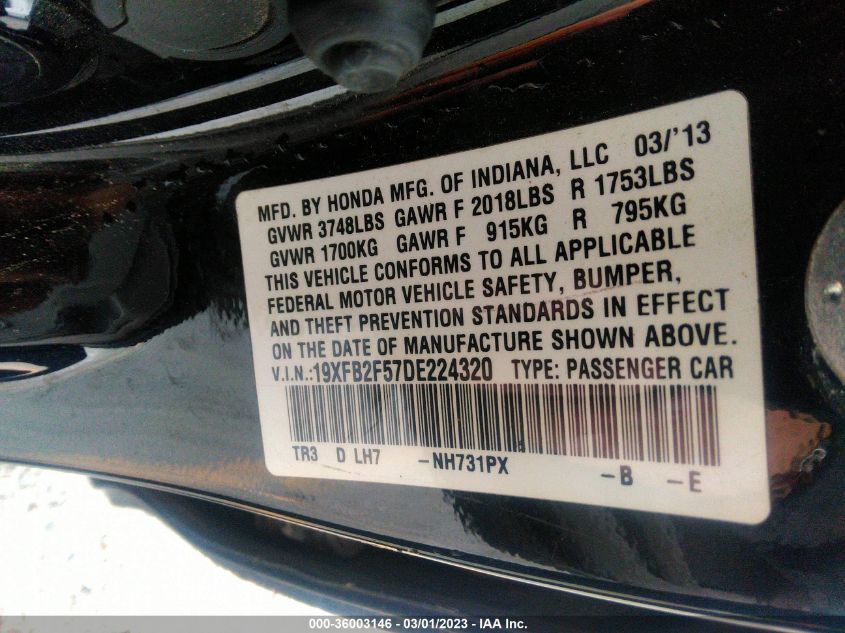 MFD. BY HONDA MFG. OF INDIANA, LLC 03/'13
GVWR 3748LBS GAWR F 2018LBS R 1753LBS
GVWR 1700KG GAWR F 915KG R 795KG
THIS VEHICLE CONFORMS TO ALL APPLICABLE
FEDERAL MOTOR VEHICLE SAFETY, BUMPER,
AND THEFT PREVENTION STANDARDS IN EFFECT
ON THE DATE OF MANUFACTURE SHOWN ABOVE.
V.I.N.:19XFB2F57DE224320 TYPE: PASSENGER CAR
TR3 D LH7 -NH731PX -B -E
000-36003146 - 03/01/2023 - IAA Inc.